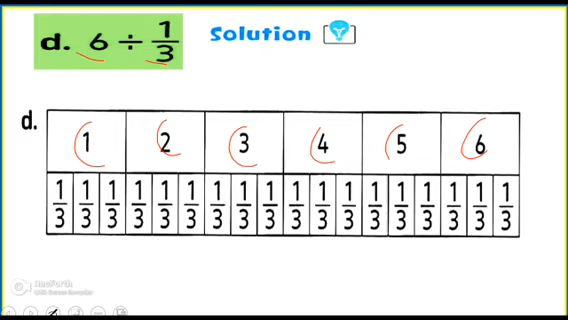 d. 6 ÷ 1/3 Solution
d.
1 2 3 4 5 6
1/3 1/3 1/3 1/3 1/3 1/3 1/3 1/3 1/3 1/3 1/3 1/3 1/3 1/3 1/3 1/3 1/3 1/3